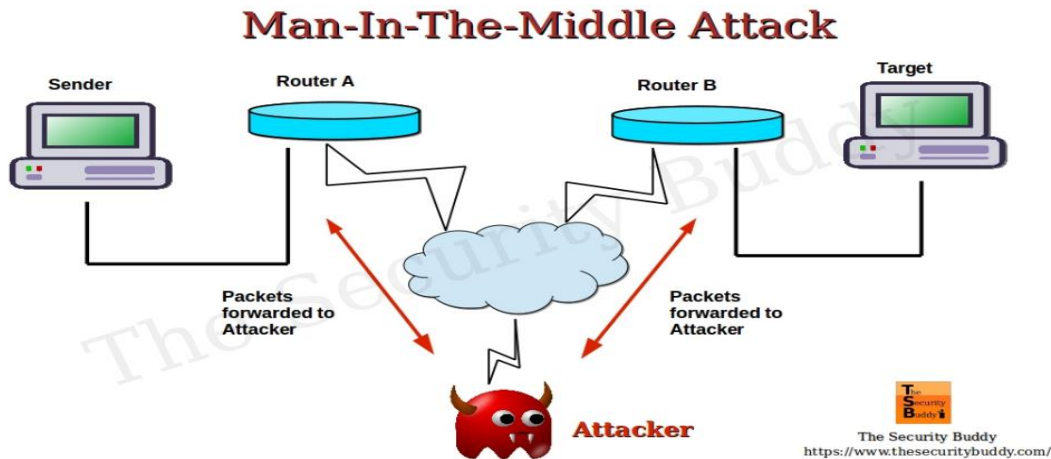 Man-In-The-Middle Attack
Sender
Router A
Router B
Target
Packets
forwarded to
Attacker
Packets
forwarded to
Attacker
Attacker
The Security Buddy
The
Security
Buddy
The Security Buddy
https://www.thesecuritybuddy.com/